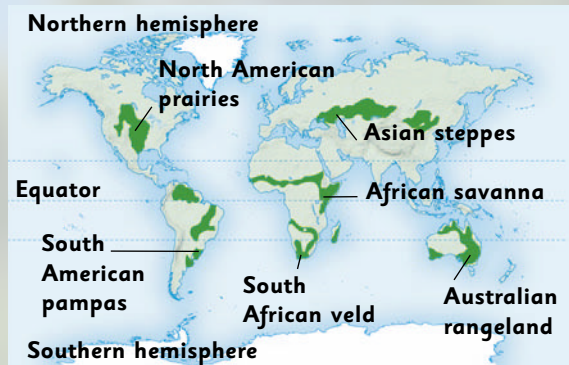 Northern hemisphere
North American
prairies
Asian steppes
Equator
African savanna
South
American
pampas
South
African veld
Australian
rangeland
Southern hemisphere